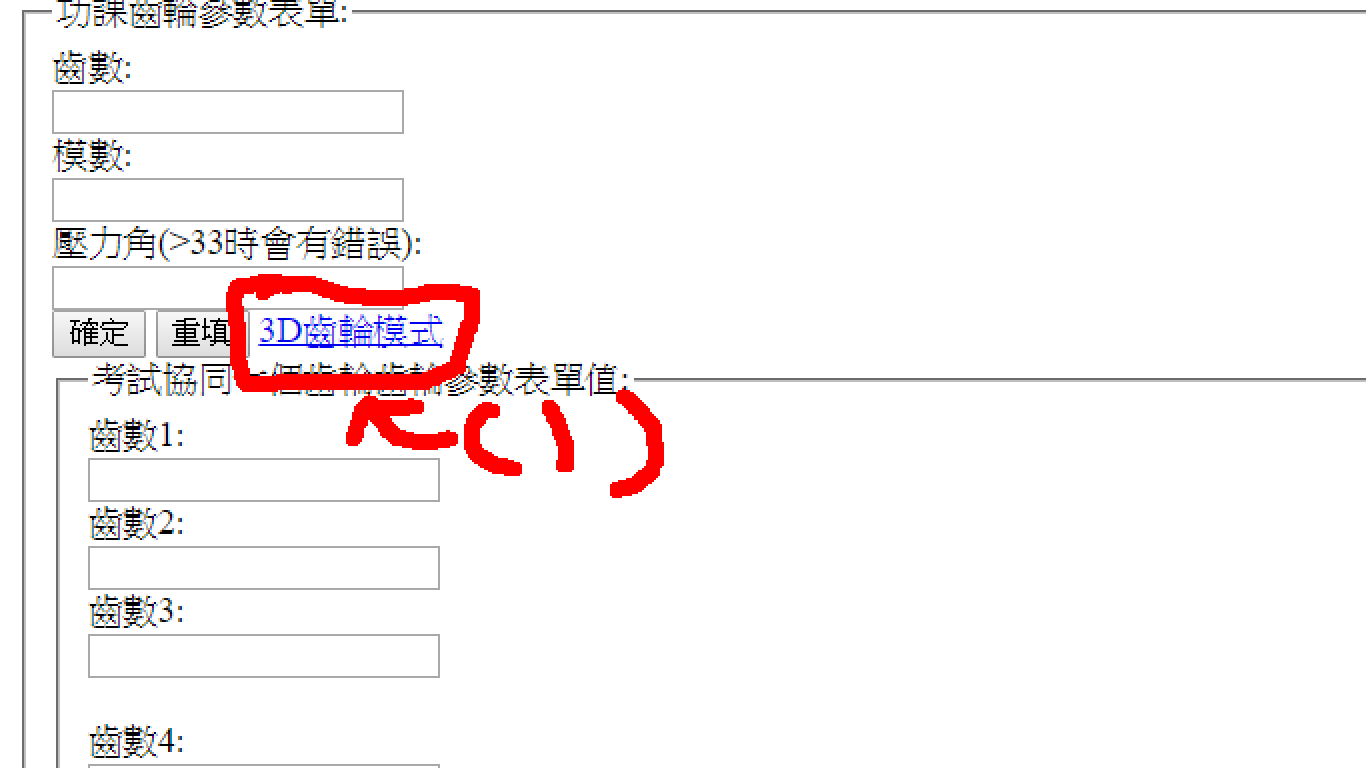 功課齒輪參數表單:
齒數:
模數:
壓力角(>33時會有錯誤):
確定 重填 3D齒輪模式
考試協同 個齒輪齒輪參數表單值:
(1)
齒數1:
齒數2:
齒數3:
齒數4: